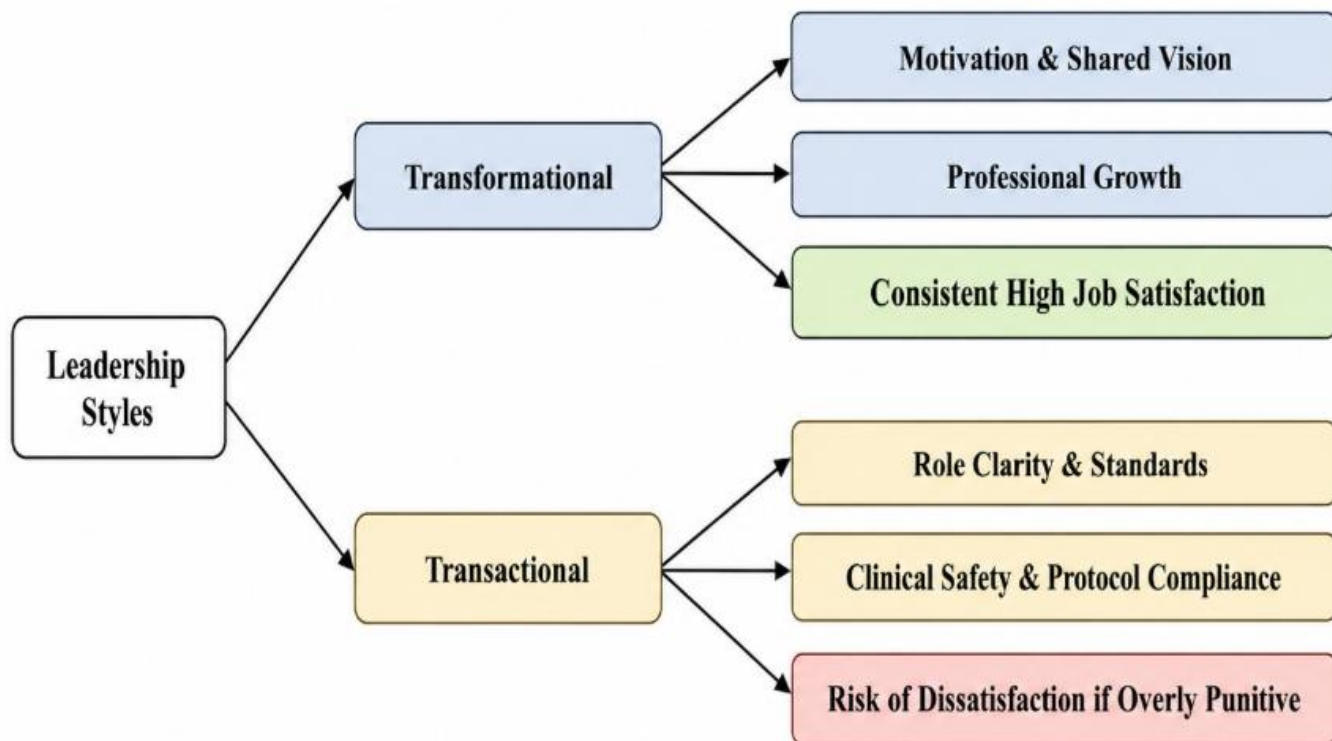 Leadership
Styles
Transformational
Motivation & Shared Vision
Professional Growth
Consistent High Job Satisfaction
Transactional
Role Clarity & Standards
Clinical Safety & Protocol Compliance
Risk of Dissatisfaction if Overly Punitive